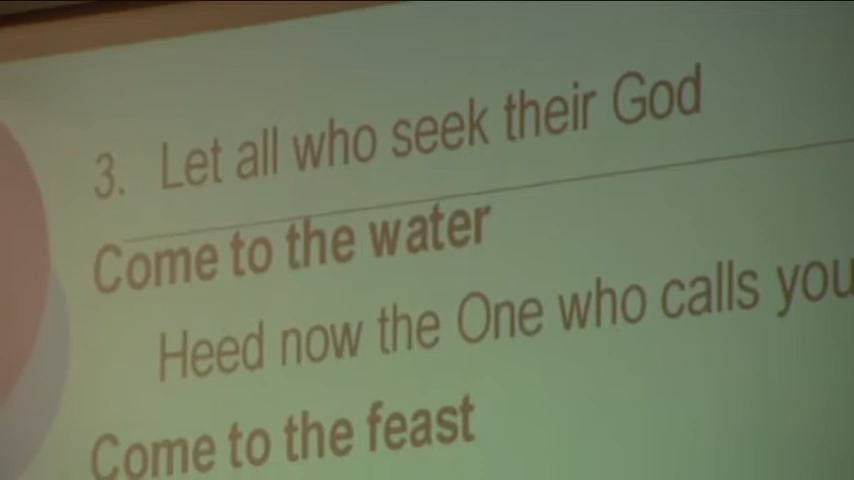 3. Let all who seek their God
Come to the water
Heed now the One who calls you
Come to the feast